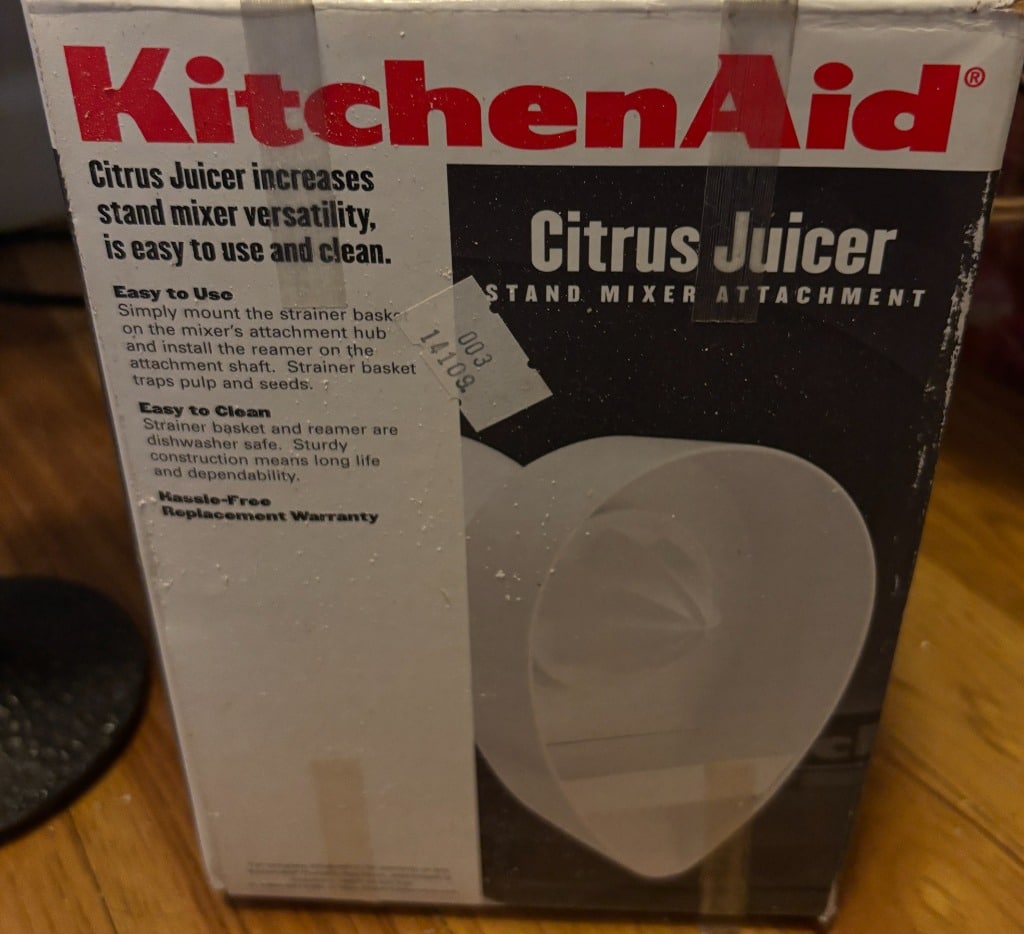 KitchenAid®
Citrus Juicer increases
stand mixer versatility,
is easy to use and clean.
Easy to Use
Simply mount the strainer
on the mixer's attachment hub
and install the reamer on the
attachment shaft. Strainer basket
traps pulp and seeds.
Easy to Clean
Strainer basket and reamer are
dishwasher safe. Sturdy
construction means long life
and dependability.
Hassle-Free
Replacement Warranty
Citrus Juicer
STAND MIXER ATTACHMENT
003
14109